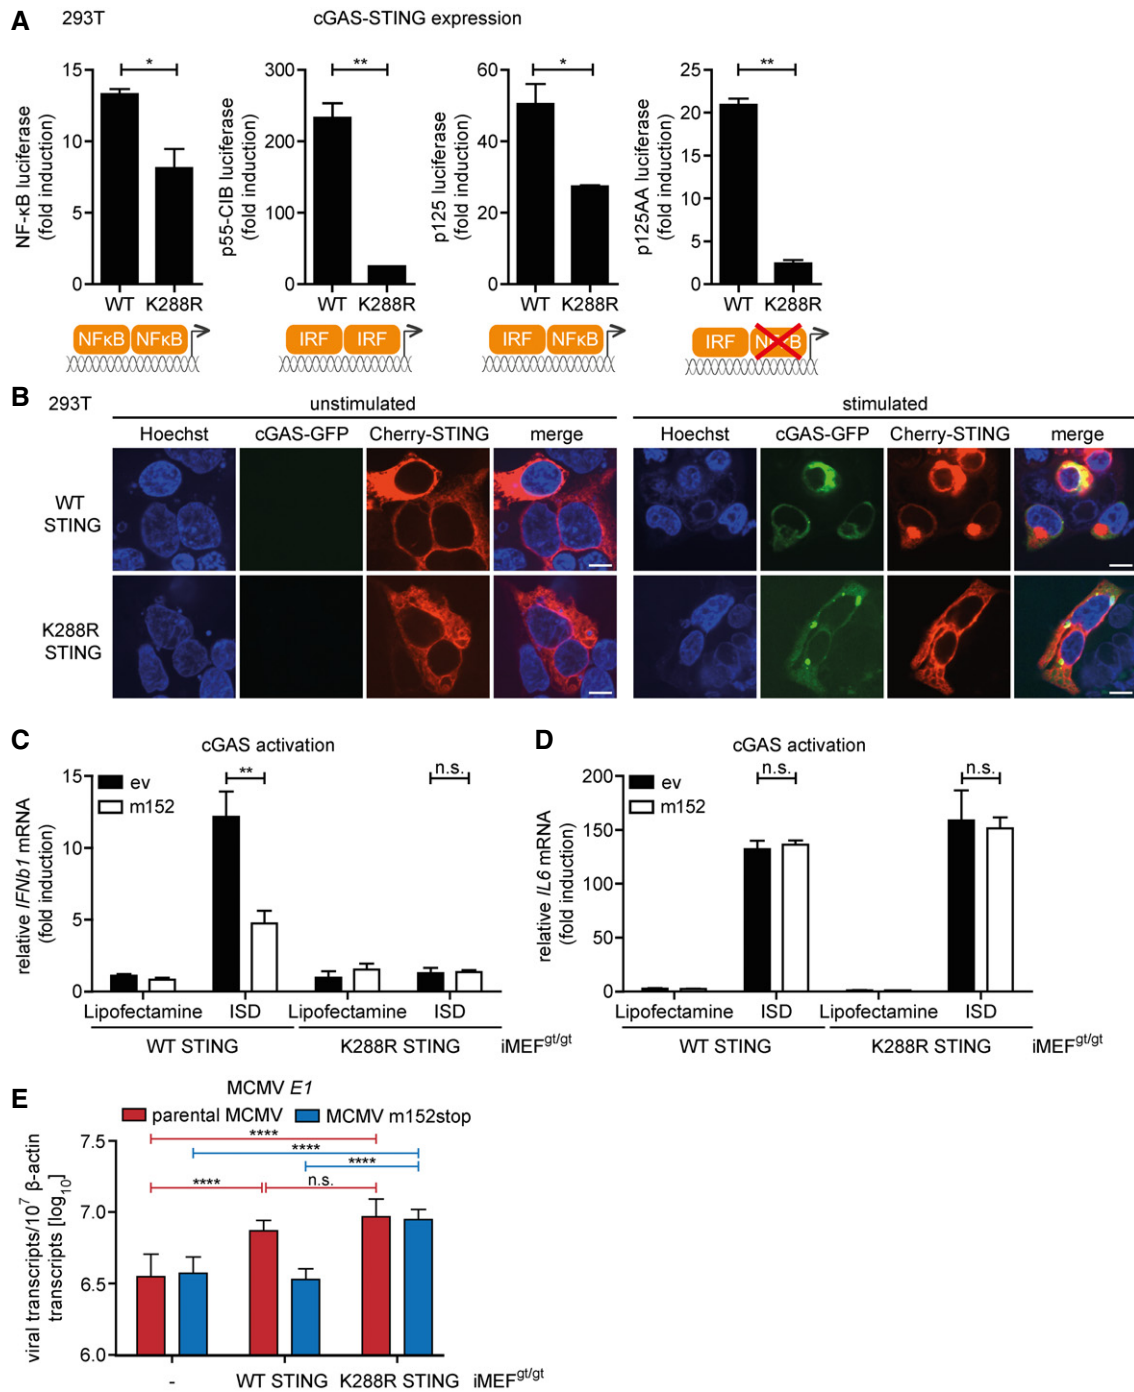 A 293T cGAS-STING expression
NF-κB luciferase
(fold induction)
15
10
5
0
*
WT K288R
NFκB NFκB
p55-CIB luciferase
(fold induction)
300
200
100
0
**
WT K288R
IRF IRF
p125 luciferase
(fold induction)
60
40
20
0
*
WT K288R
IRF NFκB
p125AA luciferase
(fold induction)
25
20
15
10
5
0
**
WT K288R
IRF NFκB
B 293T unstimulated stimulated
Hoechst cGAS-GFP Cherry-STING merge Hoechst cGAS-GFP Cherry-STING merge
WT
STING
K288R
STING
C cGAS activation
relative IFNb1 mRNA
(fold induction)
15
10
5
0
ev
m152
**
n.s.
Lipofectamine ISD Lipofectamine ISD
WT STING K288R STING iMEFgt/gt
D cGAS activation
relative IL6 mRNA
(fold induction)
200
150
100
50
0
ev
m152
n.s.
n.s.
Lipofectamine ISD Lipofectamine ISD
WT STING K288R STING iMEFgt/gt
E MCMV E1
parental MCMV MCMV m152stop
viral transcripts/10⁷ β-actin
transcripts [log₁₀]
7.5
7.0
6.5
6.0
****
****
****
**** n.s.
- WT STING K288R STING iMEFgt/gt